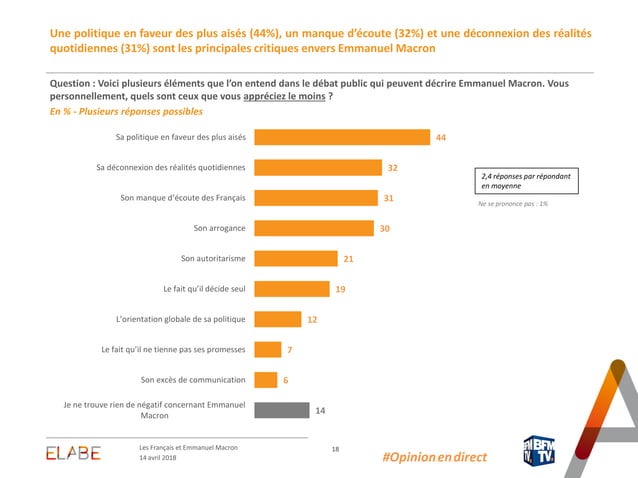 Une politique en faveur des plus aisés (44%), un manque d’écoute (32%) et une déconnexion des réalités
quotidiennes (31%) sont les principales critiques envers Emmanuel Macron
Question : Voici plusieurs éléments que l’on entend dans le débat public qui peuvent décrire Emmanuel Macron. Vous
personnellement, quels sont ceux que vous appréciez le moins ?
En % - Plusieurs réponses possibles
Sa politique en faveur des plus aisés 44
Sa déconnexion des réalités quotidiennes 32
Son manque d’écoute des Français 31
Son arrogance 30
Son autoritarisme 21
Le fait qu’il décide seul 19
L’orientation globale de sa politique 12
Le fait qu’il ne tienne pas ses promesses 7
Son excès de communication 6
Je ne trouve rien de négatif concernant Emmanuel
Macron 14
2,4 réponses par répondant
en moyenne
Ne se prononce pas : 1%
ELABE
Les Français et Emmanuel Macron
14 avril 2018
18
#Opinion en direct
BFM
TV.